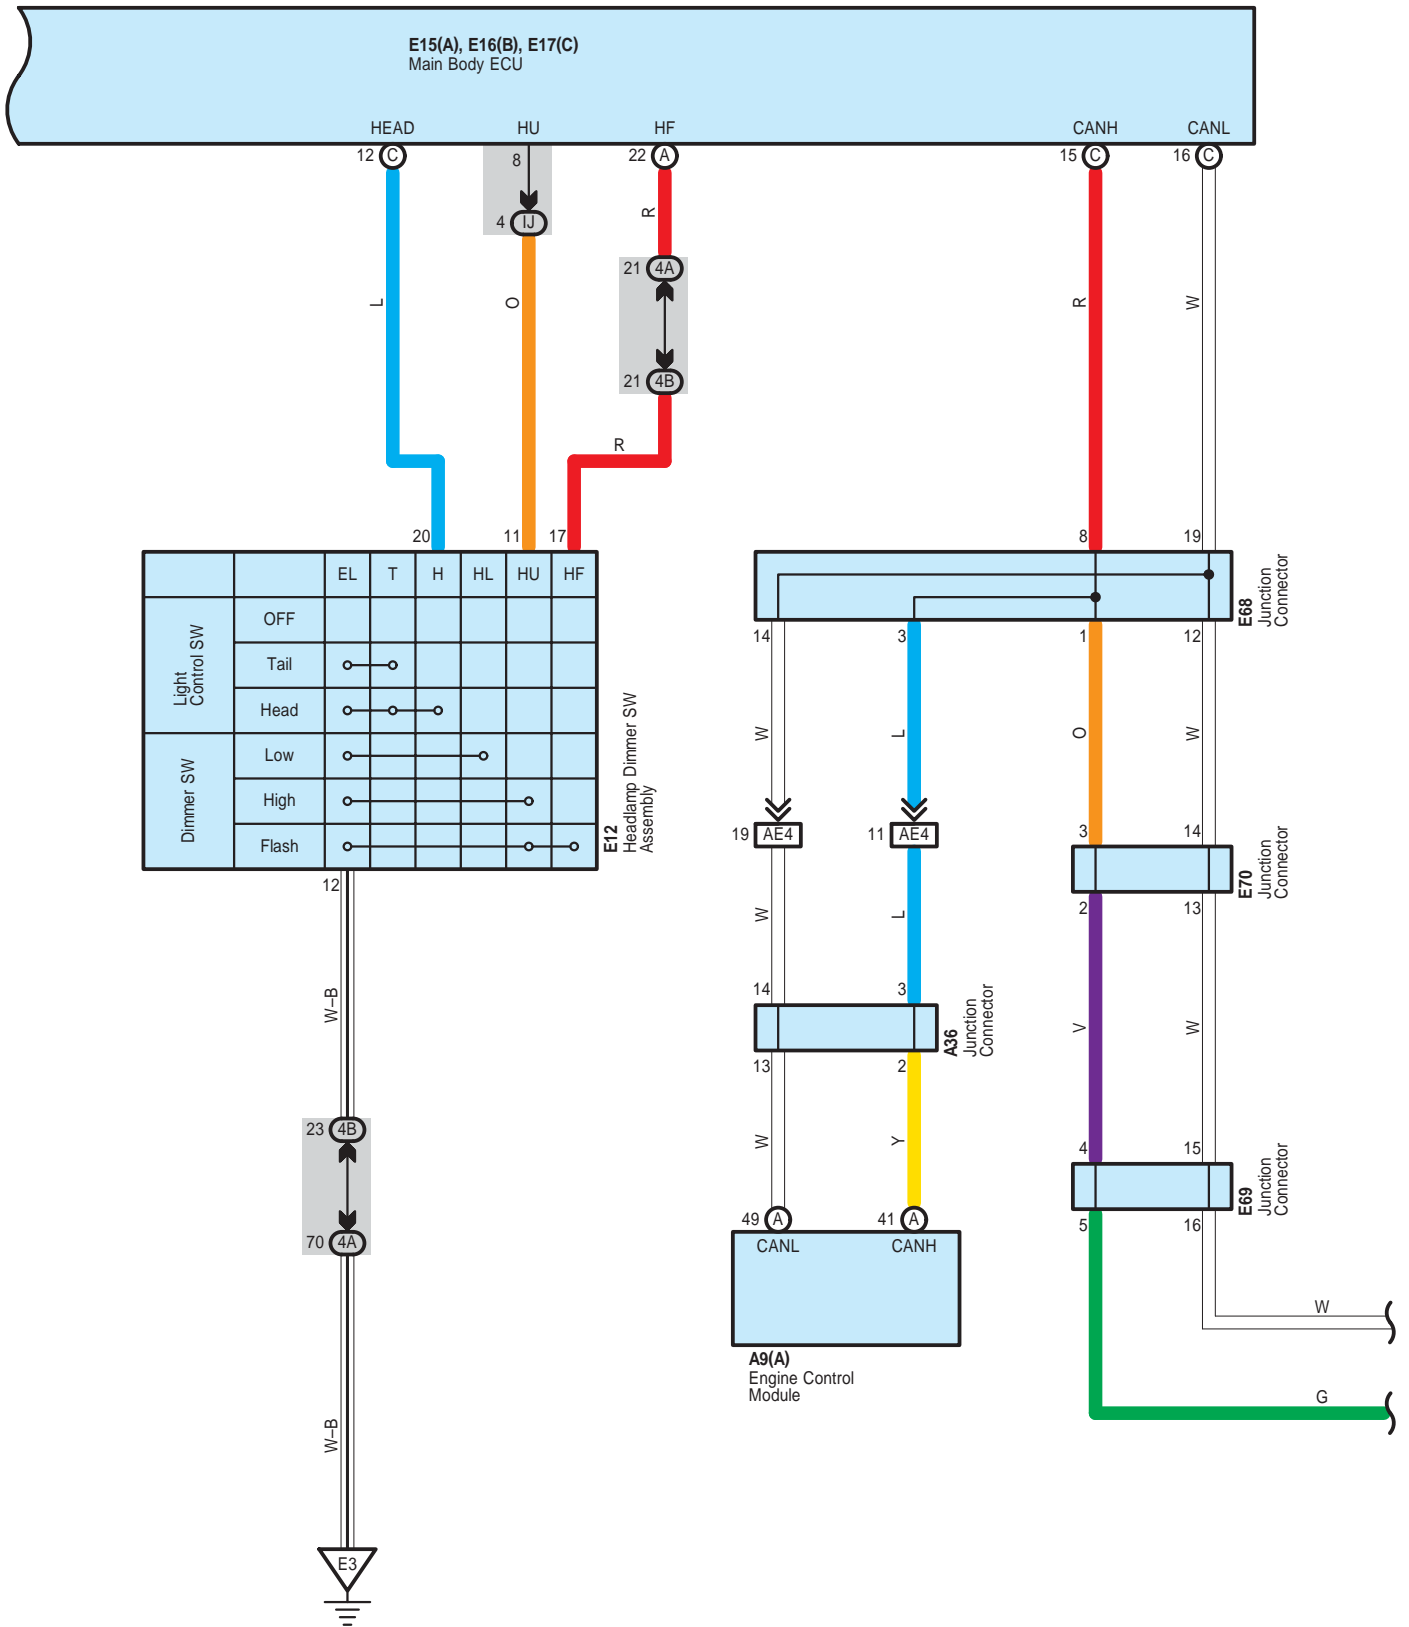 E15(A), E16(B), E17(C)
Main Body ECU
HEAD HU HF CANH CANL
12 C 8 22 A 15 C 16 C
4 IJ
R
21 4A
L O R W
21 4B
R
20 11 17 8 19
EL T H HL HU HF
E68
Junction
Connector
Light
Control SW
OFF
Tail
Head
Dimmer SW
Low
High
Flash
E12
Headlamp Dimmer SW
Assembly
14 3 1 12
W L O W
19 AE4 11 AE4 3 14
E70
Junction
Connector
12
W L 2 13
W–B
14 3
A36
Junction
Connector
V W
13 2
23 4B
W Y 4 15
E69
Junction
Connector
70 4A
49 A 41 A 5 16
CANL CANH
W
A9(A)
Engine Control
Module
G
W–B
E3